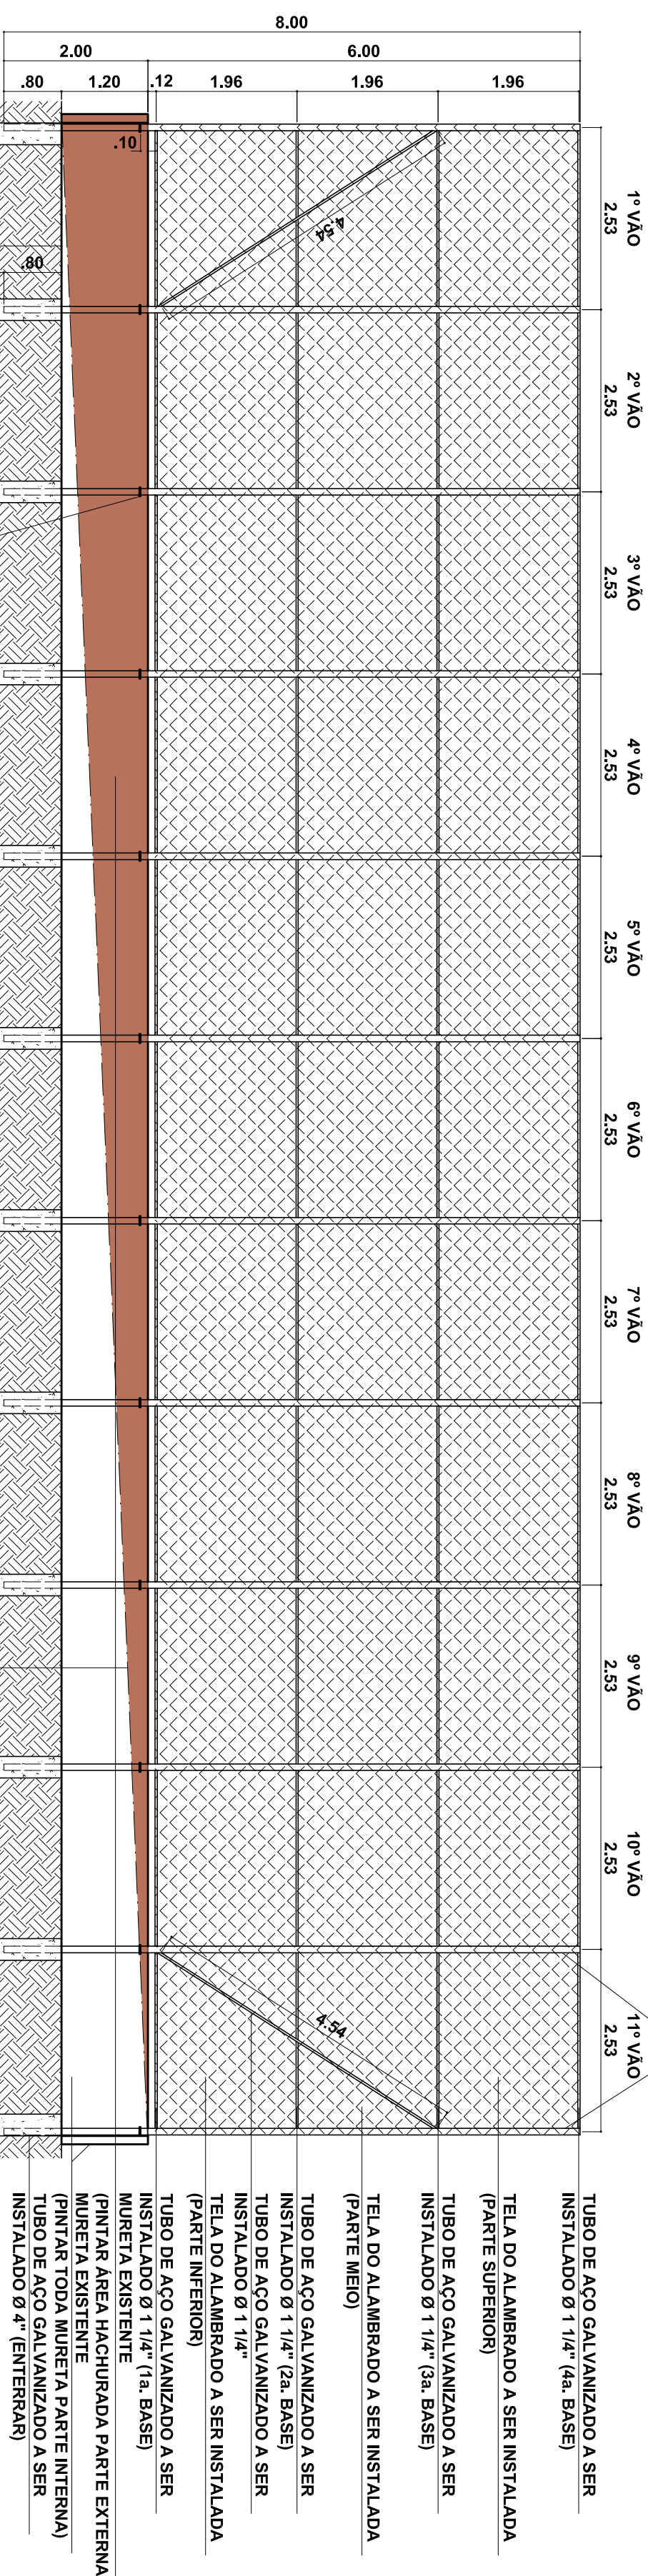 1º VÃO
2.53
2º VÃO
2.53
3º VÃO
2.53
4º VÃO
2.53
5º VÃO
2.53
6º VÃO
2.53
7º VÃO
2.53
8º VÃO
2.53
9º VÃO
2.53
10º VÃO
2.53
11º VÃO
2.53
8.00
6.00
2.00
1.96
1.96
1.96
.12
1.20
.80
.10
.80
4.54
4.54
TUBO DE AÇO GALVANIZADO A SER
INSTALADO Ø 1 1/4" (4a. BASE)
TELA DO ALAMBRADO A SER INSTALADA
(PARTE SUPERIOR)
TUBO DE AÇO GALVANIZADO A SER
INSTALADO Ø 1 1/4" (3a. BASE)
TELA DO ALAMBRADO A SER INSTALADA
(PARTE MEIO)
TUBO DE AÇO GALVANIZADO A SER
INSTALADO Ø 1 1/4" (2a. BASE)
TUBO DE AÇO GALVANIZADO A SER
INSTALADO Ø 1 1/4"
TELA DO ALAMBRADO A SER INSTALADA
(PARTE INFERIOR)
TUBO DE AÇO GALVANIZADO A SER
INSTALADO Ø 1 1/4" (1a. BASE)
MURETA EXISTENTE
(PINTAR ÁREA HACHURADA PARTE EXTERNA
MURETA EXISTENTE
(PINTAR TODA MURETA PARTE INTERNA)
TUBO DE AÇO GALVANIZADO A SER
INSTALADO Ø 4" (ENTERRAR)